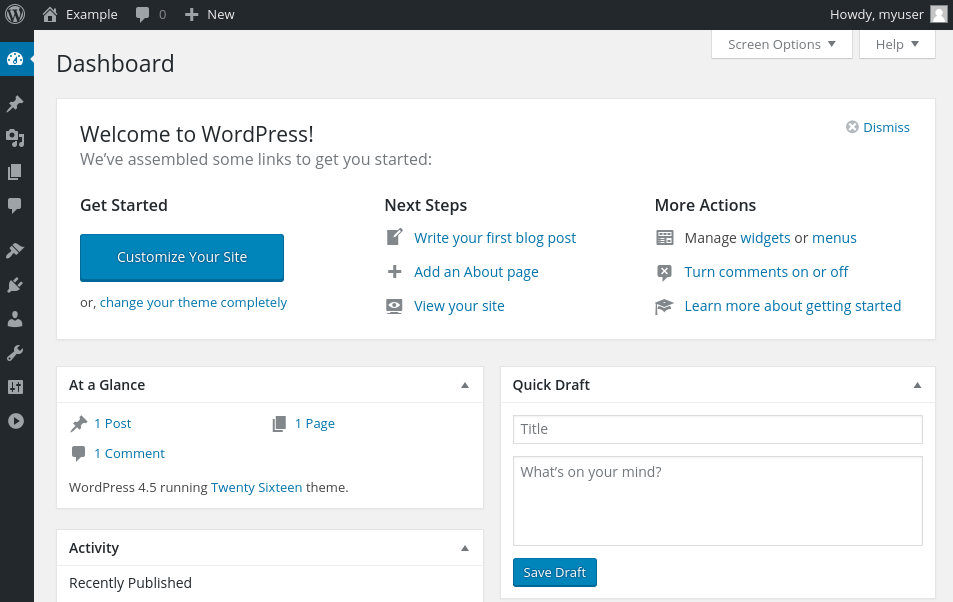 Example 0 New Howdy, myuser
Screen Options Help
Dashboard
Welcome to WordPress!
Dismiss
We’ve assembled some links to get you started:
Get Started
Customize Your Site
or, change your theme completely
Next Steps
Write your first blog post
Add an About page
View your site
More Actions
Manage widgets or menus
Turn comments on or off
Learn more about getting started
At a Glance
1 Post 1 Page
1 Comment
WordPress 4.5 running Twenty Sixteen theme.
Activity
Recently Published
Quick Draft
Title
What’s on your mind?
Save Draft